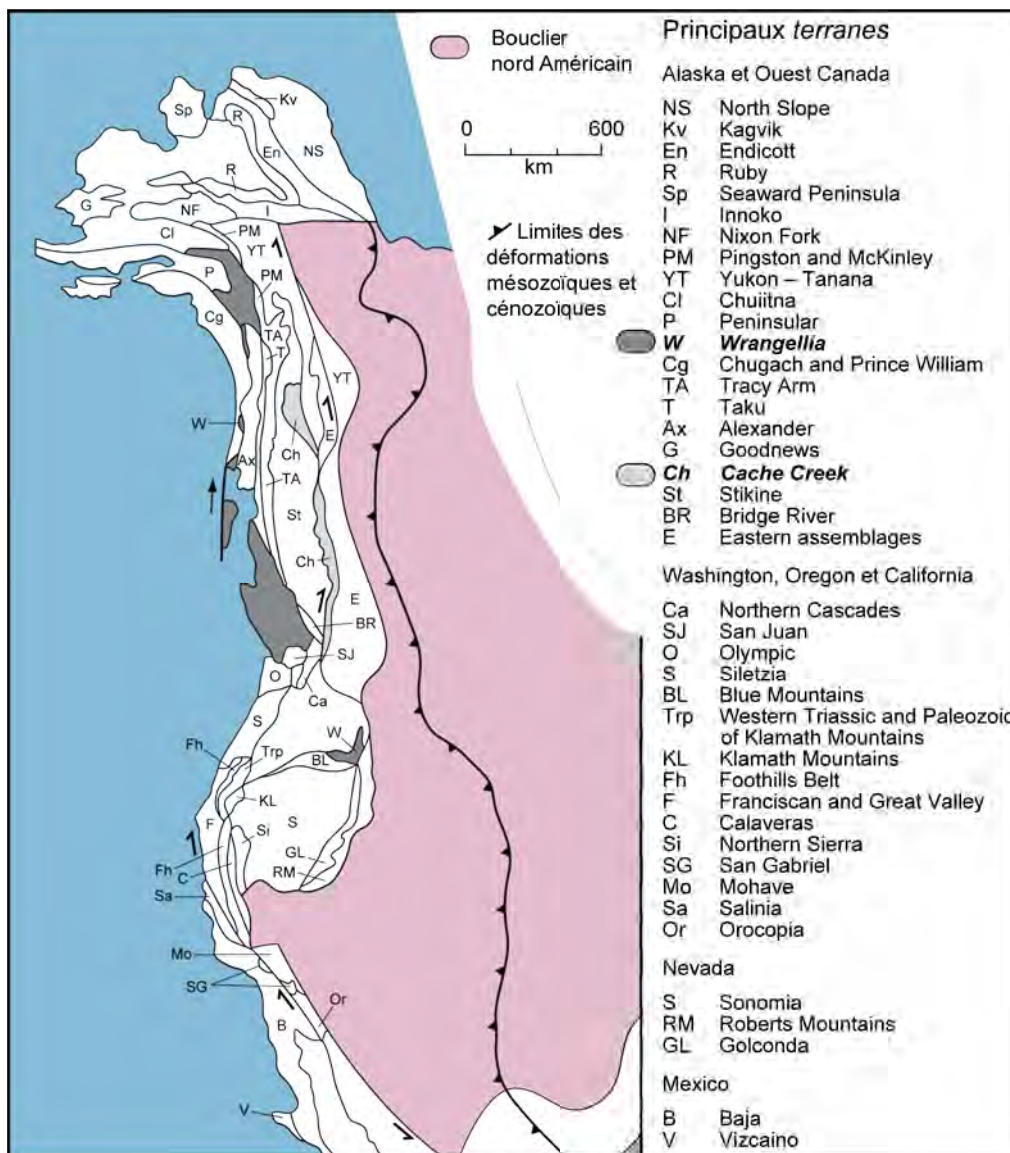 Bouclier
nord Américain
0 600
km
Limites des
déformations
mésozoïques et
cénozoïques
Principaux terranes
Alaska et Ouest Canada
NS North Slope
Kv Kagvik
En Endicott
R Ruby
Sp Seaward Peninsula
I Innoko
NF Nixon Fork
PM Pingston and McKinley
YT Yukon – Tanana
Cl Chuiitna
P Peninsular
W Wrangellia
Cg Chugach and Prince William
TA Tracy Arm
T Taku
Ax Alexander
G Goodnews
Ch Cache Creek
St Stikine
BR Bridge River
E Eastern assemblages
Washington, Oregon et California
Ca Northern Cascades
SJ San Juan
O Olympic
S Siletzia
BL Blue Mountains
Trp Western Triassic and Paleozoic
of Klamath Mountains
KL Klamath Mountains
Fh Foothills Belt
F Franciscan and Great Valley
C Calaveras
Si Northern Sierra
SG San Gabriel
Mo Mohave
Sa Salinia
Or Orocopia
Nevada
S Sonomia
RM Roberts Mountains
GL Golconda
Mexico
B Baja
V Vizcaino
Sp
Kv
R
En
NS
R
G
NF
I
Cl
PM
YT
P
PM
Cg
TA
T
YT
W
Ch
E
Ax
TA
St
Ch
E
BR
SJ
O
Ca
S
W
Fh
Trp
BL
KL
F
Si
S
GL
Fh
C
RM
Sa
Mo
SG
Or
B
V